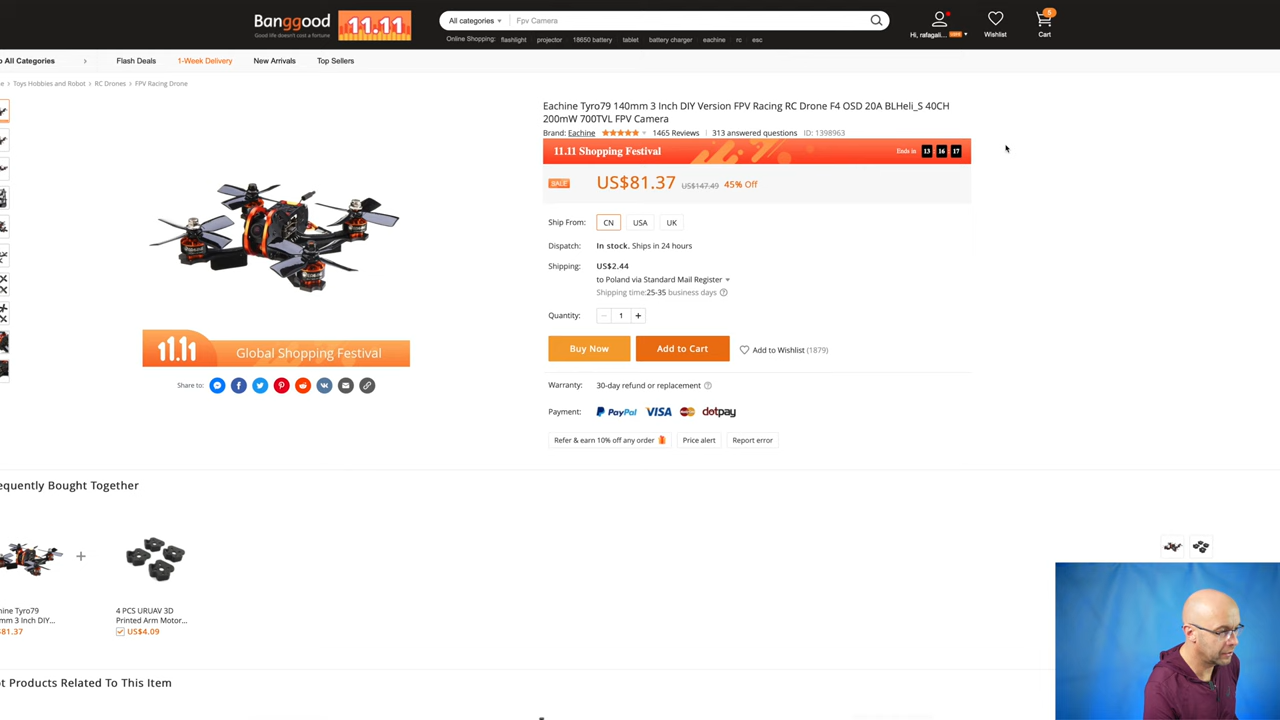 Banggood
Good life doesn't cost a fortune
11.11
All categories
Fpv Camera
Online Shopping: flashlight projector 18650 battery tablet battery charger eachine rc esc
Hi, rafagali...
Wishlist
6
Cart
All Categories
Flash Deals
1-Week Delivery
New Arrivals
Top Sellers
Toys Hobbies and Robot > RC Drones > FPV Racing Drone
Eachine Tyro79 140mm 3 Inch DIY Version FPV Racing RC Drone F4 OSD 20A BLHeli_S 40CH
200mW 700TVL FPV Camera
Brand: Eachine 1465 Reviews 313 answered questions ID: 1398963
11.11 Shopping Festival
Ends in 13 16 17
SALE US$81.37 US$147.49 45% Off
Ship From: CN USA UK
Dispatch: In stock. Ships in 24 hours
Shipping: US$2.44
to Poland via Standard Mail Register
Shipping time:25-35 business days ?
Quantity: 1 +
Buy Now
Add to Cart
Add to Wishlist (1879)
11.11 Global Shopping Festival
Share to:
Warranty: 30-day refund or replacement ?
Payment: PayPal VISA dotpay
Refer & earn 10% off any order
Price alert
Report error
equently Bought Together
+
hine Tyro79
mm 3 Inch DIY...
81.37
4 PCS URUAV 3D
Printed Arm Motor...
US$4.09
t Products Related To This Item